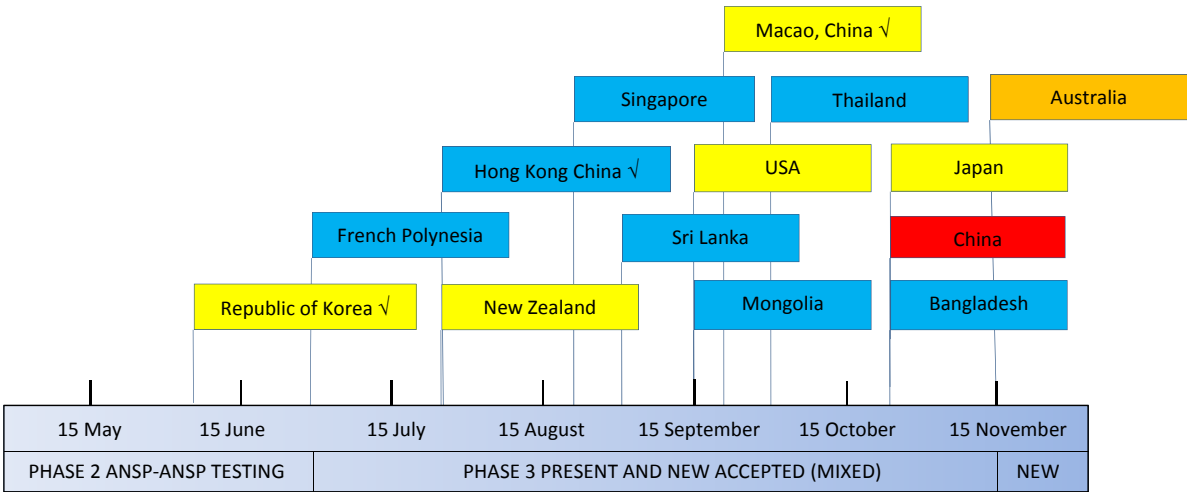 Macao, China √
Singapore
Thailand
Australia
Hong Kong China √
USA
Japan
French Polynesia
Sri Lanka
China
Republic of Korea √
New Zealand
Mongolia
Bangladesh
15 May
15 June
15 July
15 August
15 September
15 October
15 November
PHASE 2 ANSP-ANSP TESTING
PHASE 3 PRESENT AND NEW ACCEPTED (MIXED)
NEW